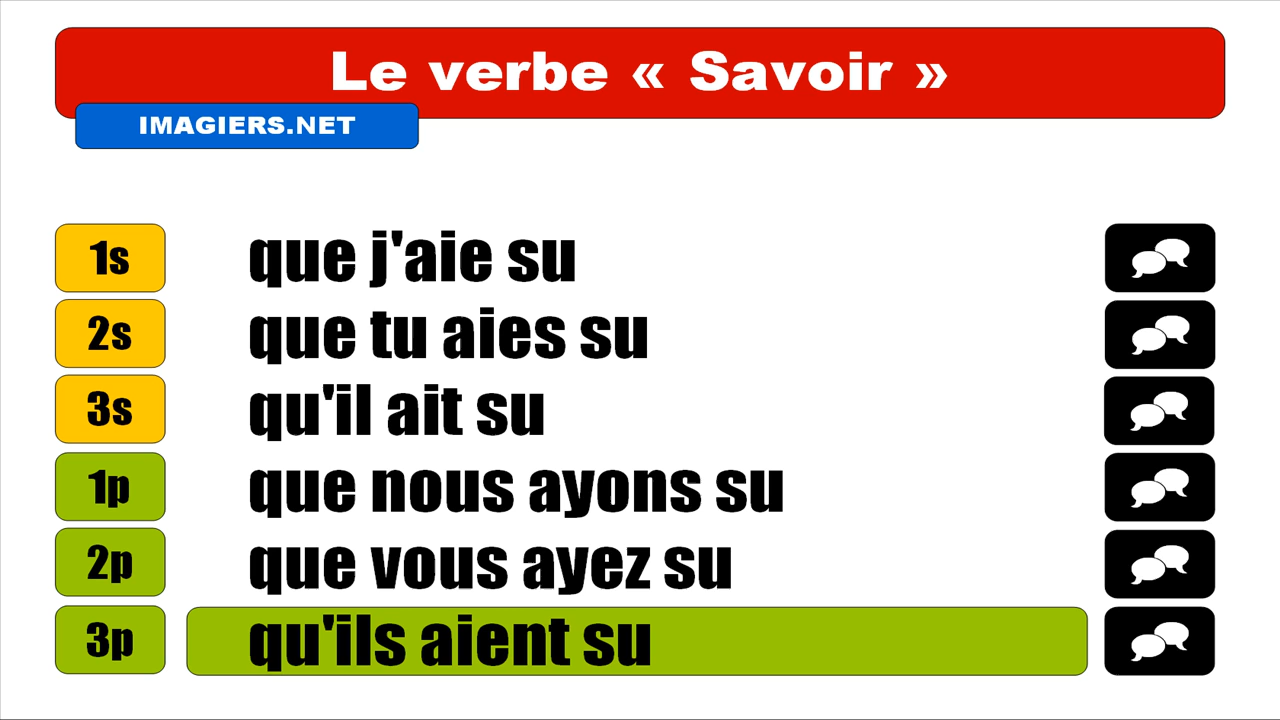 Le verbe « Savoir »
IMAGIERS.NET
1s que j'aie su
2s que tu aies su
3s qu'il ait su
1p que nous ayons su
2p que vous ayez su
3p qu'ils aient su